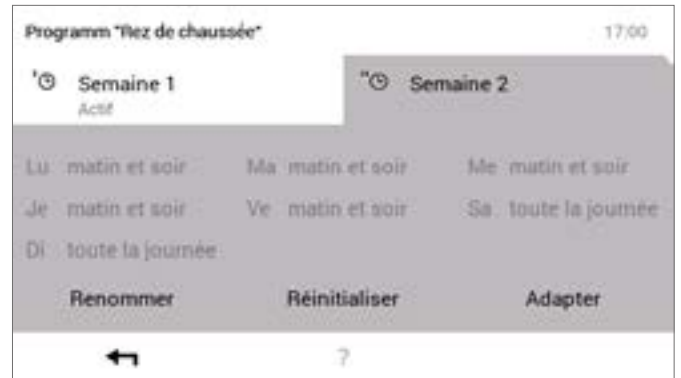 Programm "Rez de chaussée" 17:00
Semaine 1 Semaine 2
Actif
Lu matin et soir Ma matin et soir Me matin et soir
Je matin et soir Ve matin et soir Sa toute la journée
Di toute la journée
Renommer Réinitialiser Adapter
?